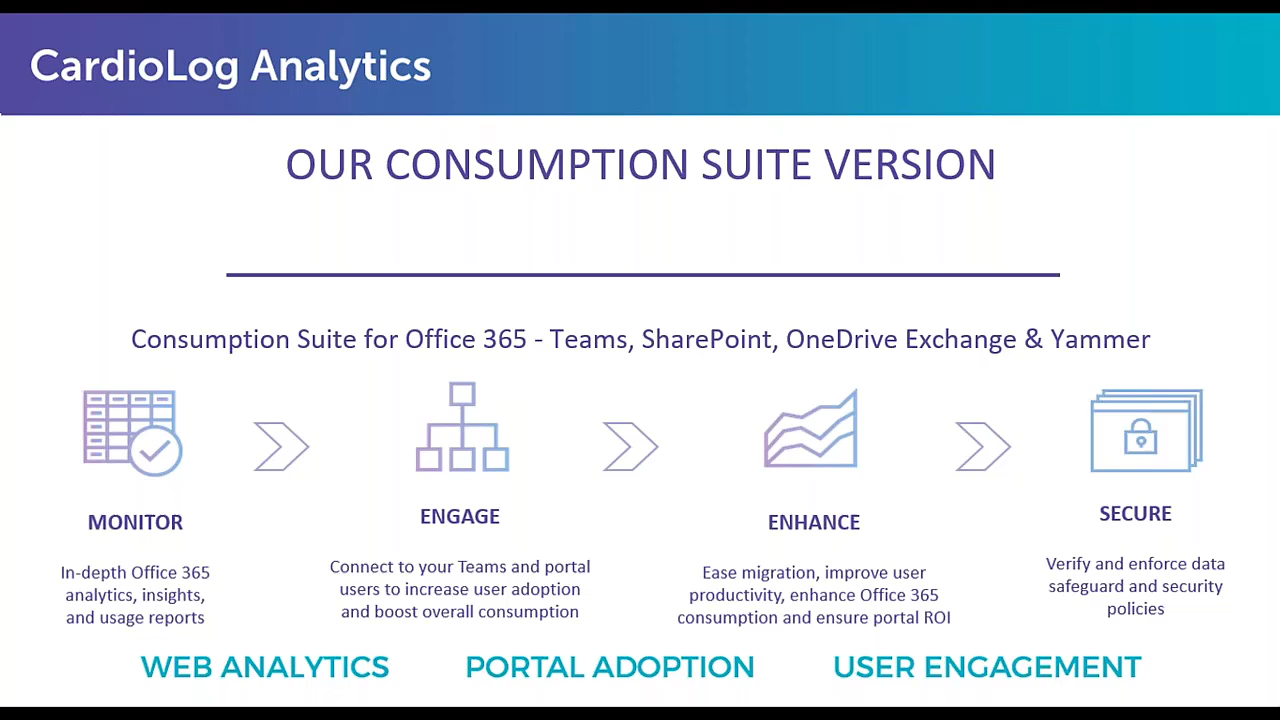 CardioLog Analytics
OUR CONSUMPTION SUITE VERSION
Consumption Suite for Office 365 - Teams, SharePoint, OneDrive Exchange & Yammer
MONITOR
In-depth Office 365
analytics, insights,
and usage reports
ENGAGE
Connect to your Teams and portal
users to increase user adoption
and boost overall consumption
ENHANCE
Ease migration, improve user
productivity, enhance Office 365
consumption and ensure portal ROI
SECURE
Verify and enforce data
safeguard and security
policies
WEB ANALYTICS
PORTAL ADOPTION
USER ENGAGEMENT